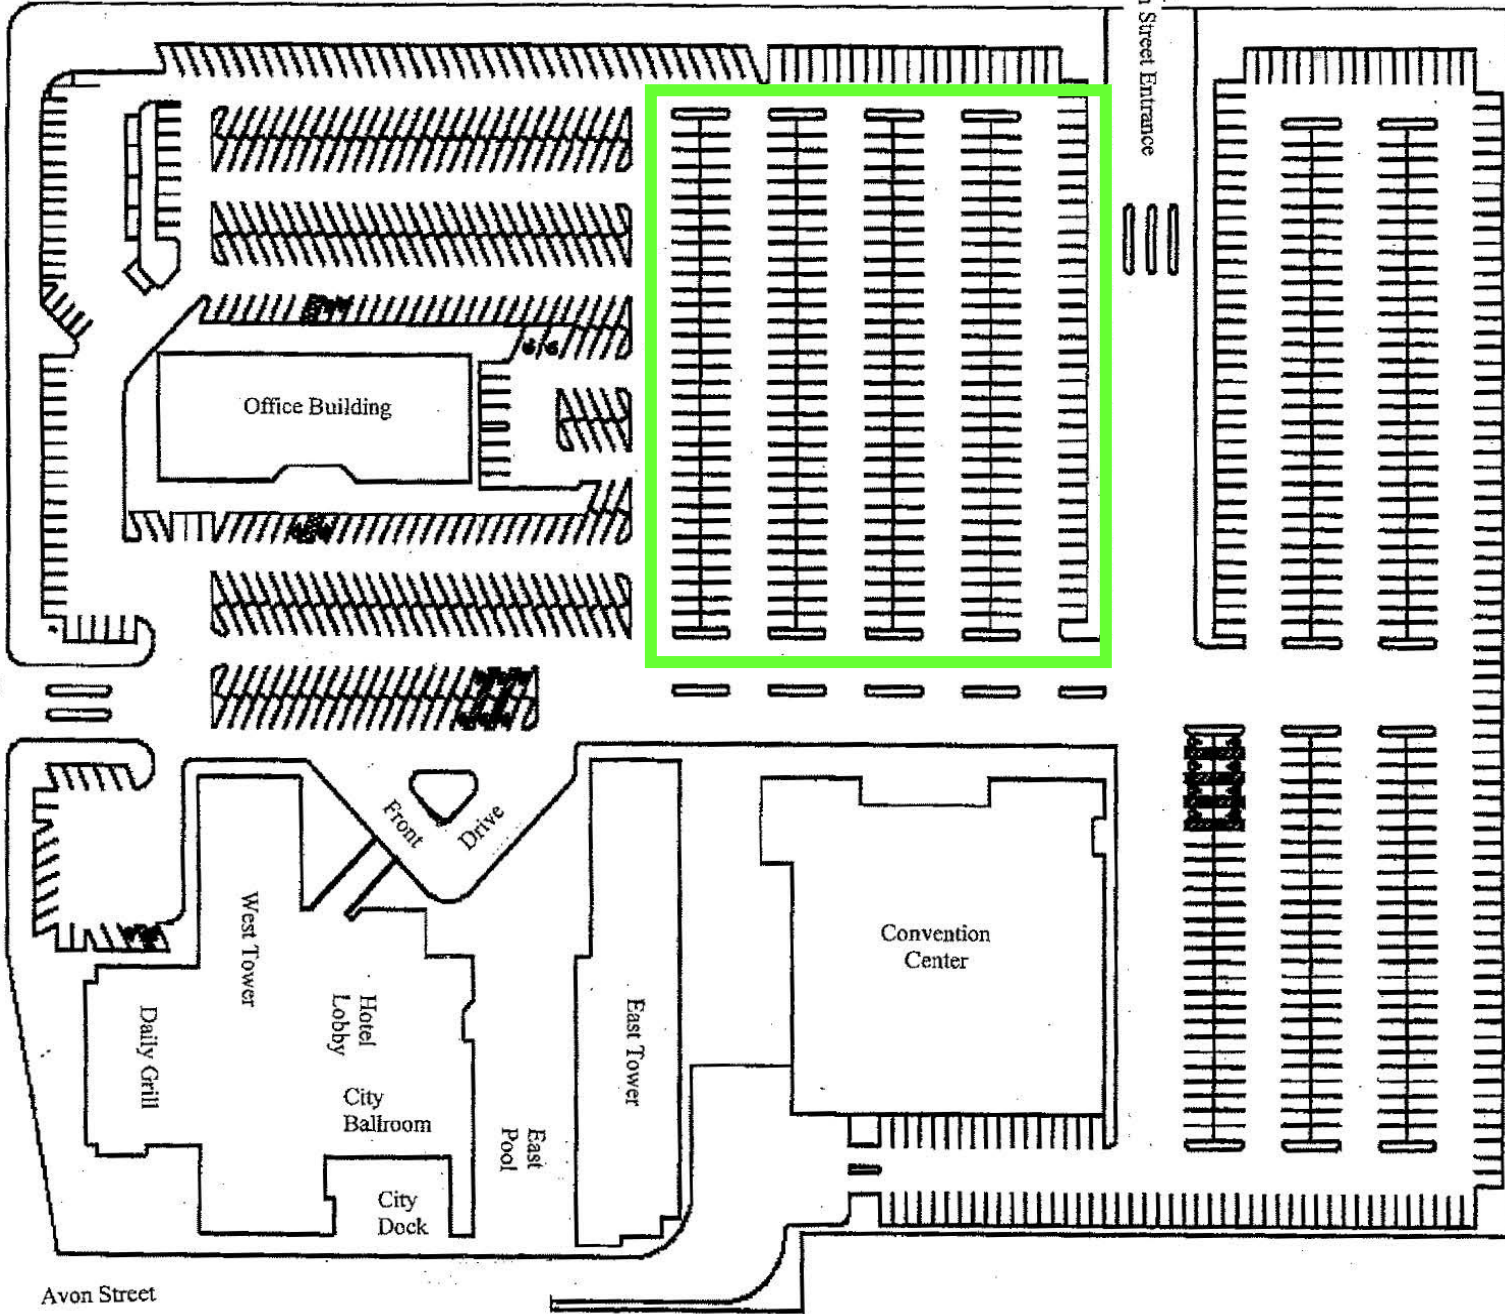 Street Entrance
Office Building
Front
Drive
West Tower
Hotel
Lobby
Daily Grill
City
Ballroom
East
Pool
City
Dock
East Tower
Convention
Center
Avon Street